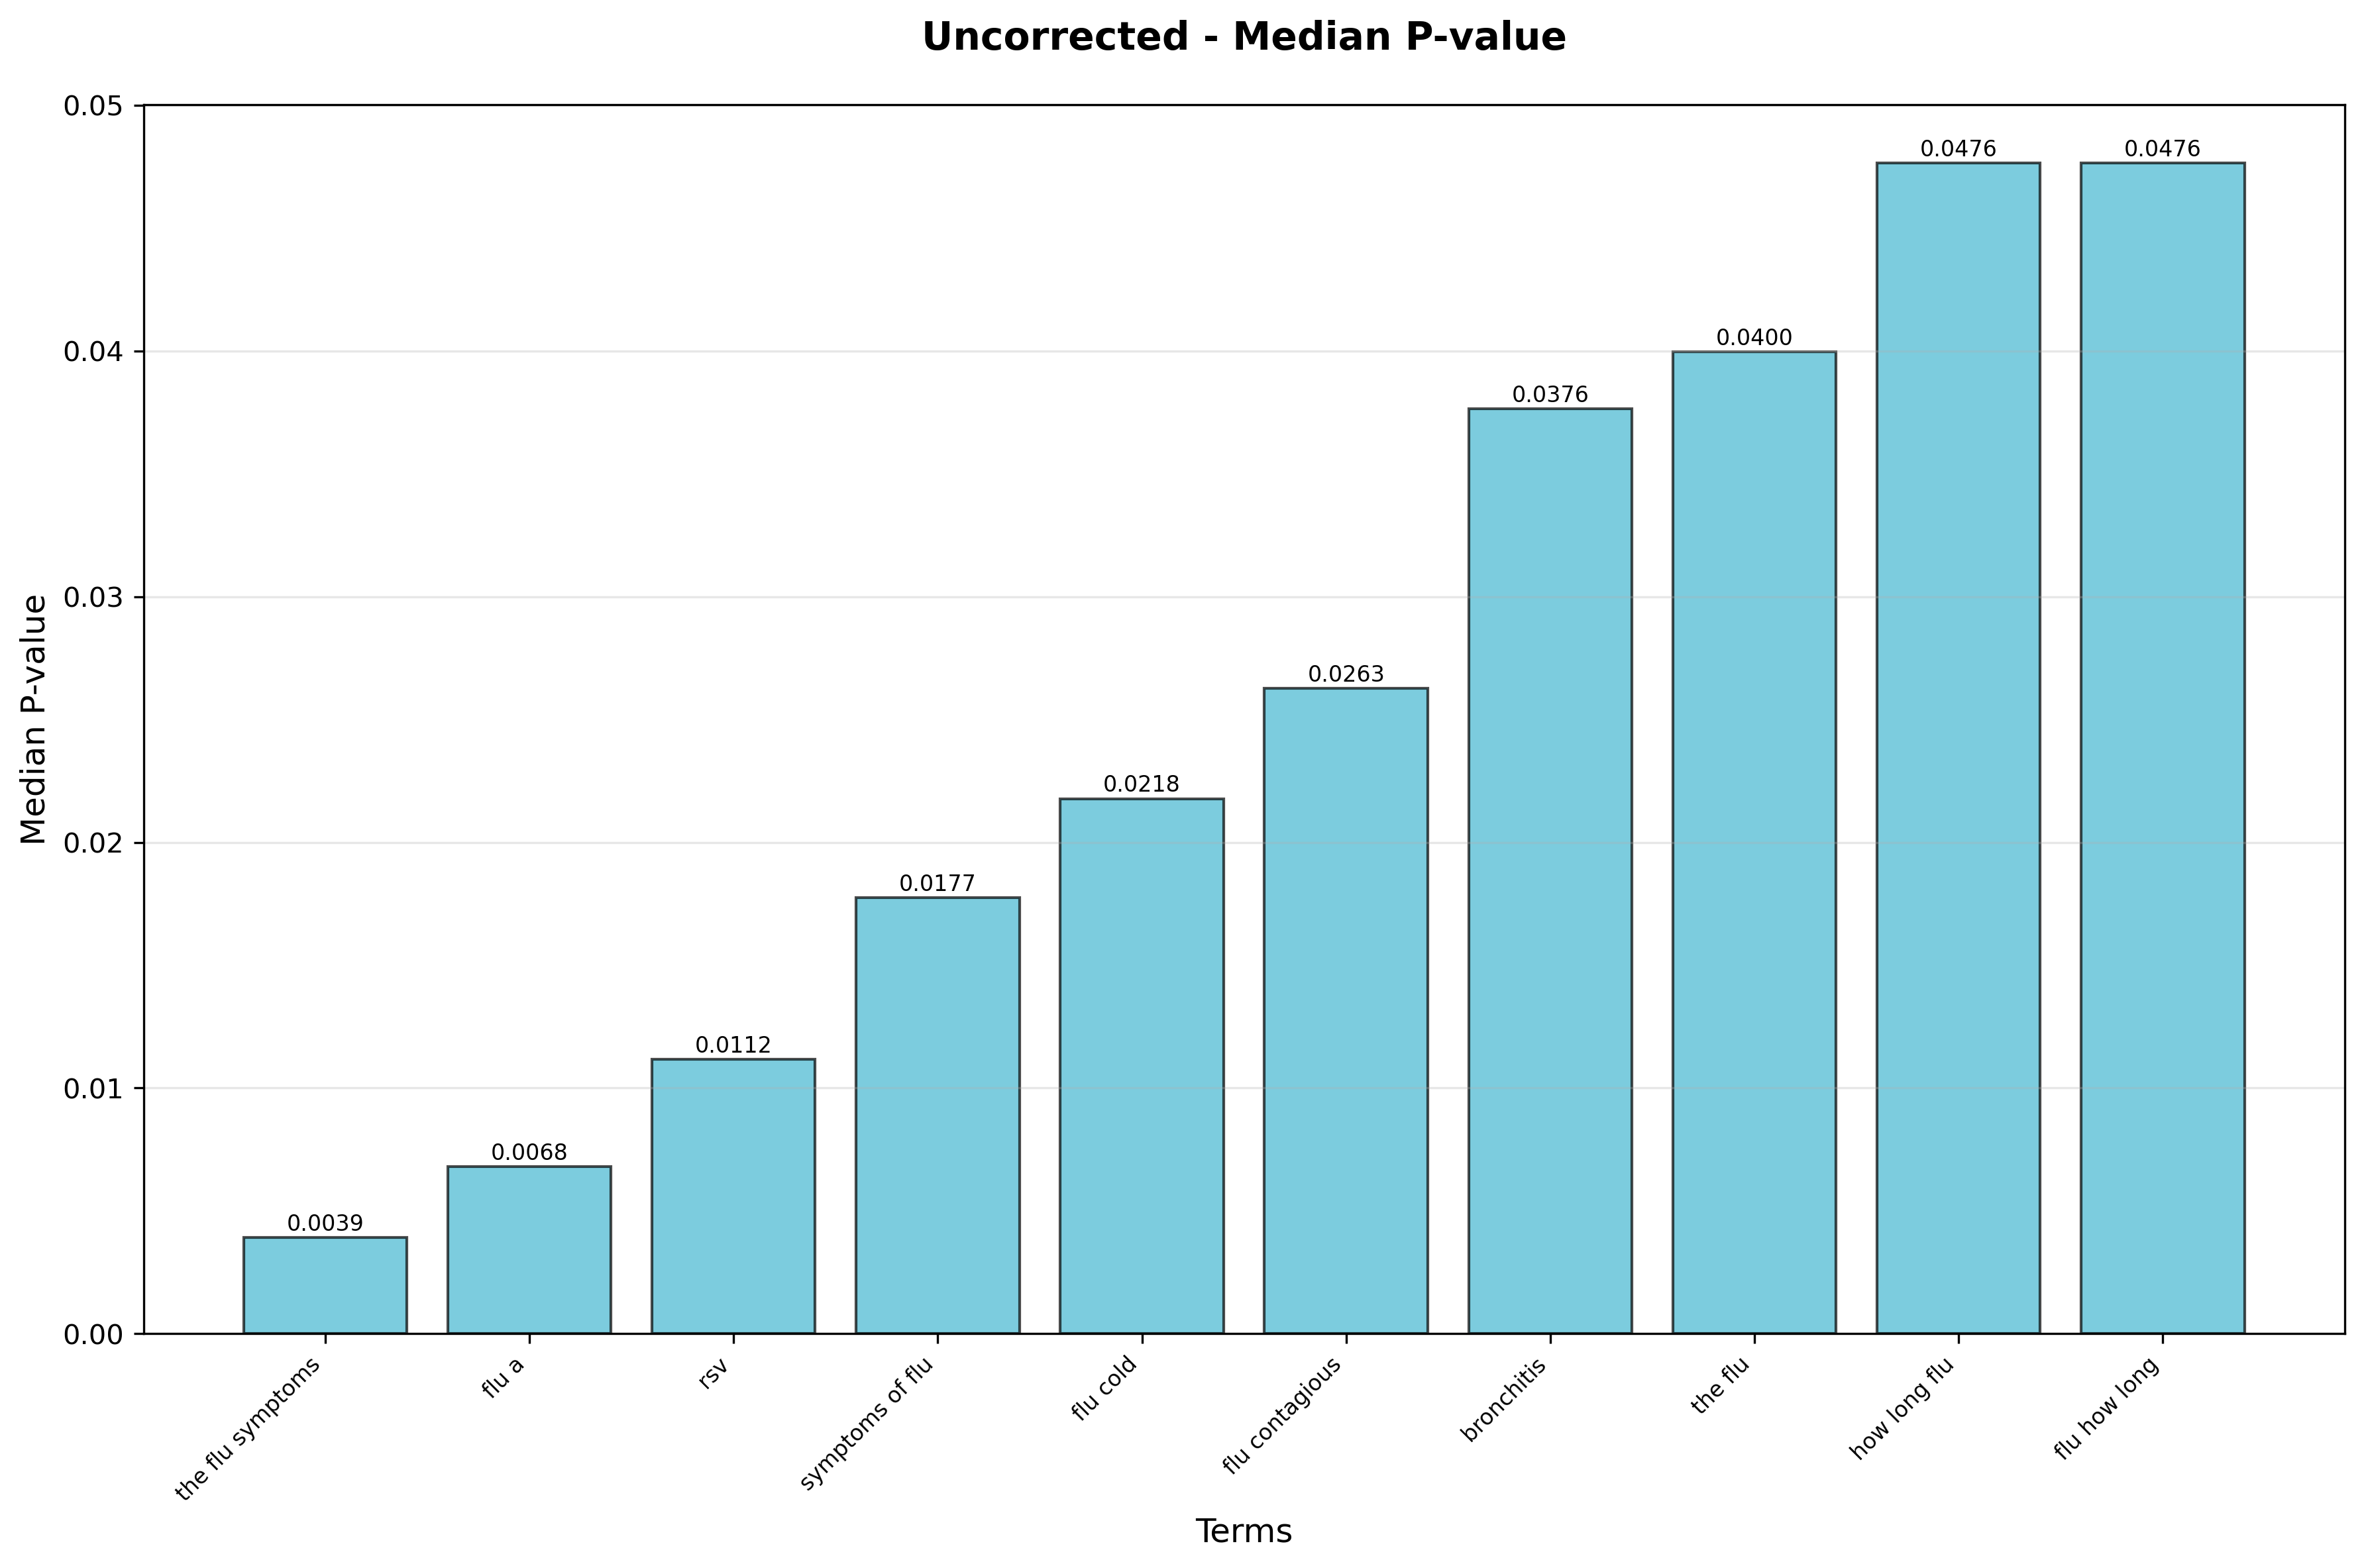 Uncorrected - Median P-value
Median P-value
0.05
0.04
0.03
0.02
0.01
0.00
0.0039
0.0068
0.0112
0.0177
0.0218
0.0263
0.0376
0.0400
0.0476
0.0476
the flu symptoms
flu a
rsv
symptoms of flu
flu cold
flu contagious
bronchitis
the flu
how long flu
flu how long
Terms